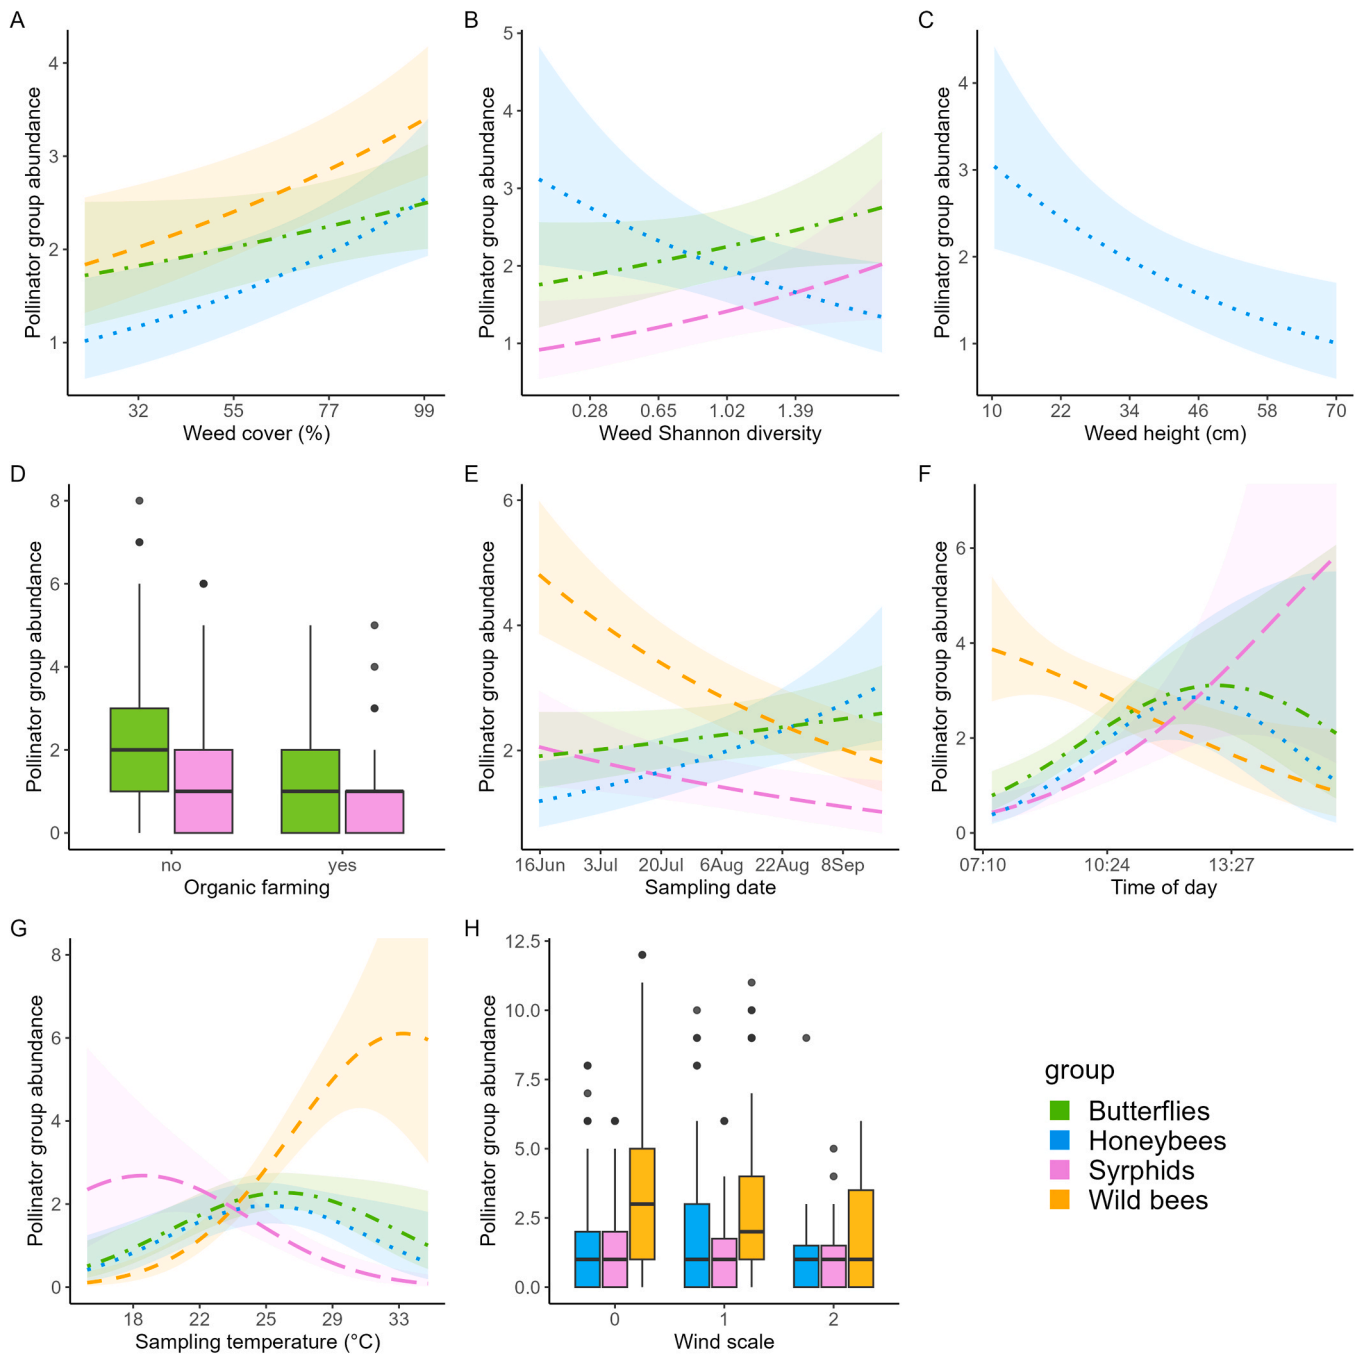 A
Pollinator group abundance
4
3
2
1
32 55 77 99
Weed cover (%)
B
Pollinator group abundance
5
4
3
2
1
0.28 0.65 1.02 1.39
Weed Shannon diversity
C
Pollinator group abundance
4
3
2
1
10 22 34 46 58 70
Weed height (cm)
D
Pollinator group abundance
8
6
4
2
0
no yes
Organic farming
E
Pollinator group abundance
6
4
2
16Jun 3Jul 20Jul 6Aug 22Aug 8Sep
Sampling date
F
Pollinator group abundance
6
4
2
0
07:10 10:24 13:27
Time of day
G
Pollinator group abundance
8
6
4
2
0
18 22 25 29 33
Sampling temperature (°C)
H
Pollinator group abundance
12.5
10.0
7.5
5.0
2.5
0.0
0 1 2
Wind scale
group
Butterflies
Honeybees
Syrphids
Wild bees